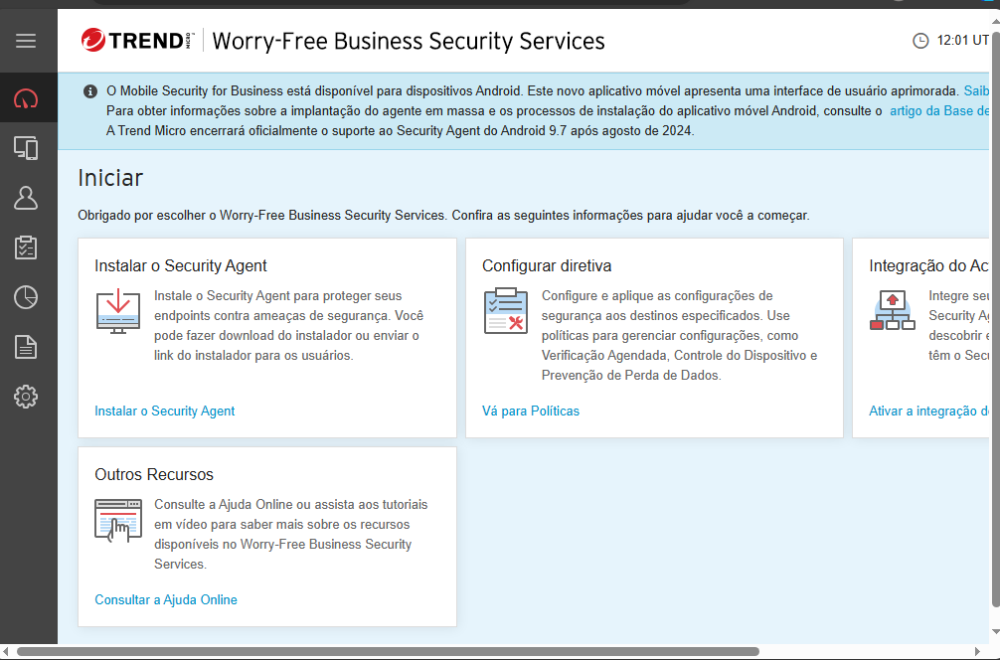 TREND MICRO Worry-Free Business Security Services
12:01 UT
O Mobile Security for Business está disponível para dispositivos Android. Este novo aplicativo móvel apresenta uma interface de usuário aprimorada. Saib
Para obter informações sobre a implantação do agente em massa e os processos de instalação do aplicativo móvel Android, consulte o artigo da Base de
A Trend Micro encerrará oficialmente o suporte ao Security Agent do Android 9.7 após agosto de 2024.
Iniciar
Obrigado por escolher o Worry-Free Business Security Services. Confira as seguintes informações para ajudar você a começar.
Instalar o Security Agent
Instale o Security Agent para proteger seus
endpoints contra ameaças de segurança. Você
pode fazer download do instalador ou enviar o
link do instalador para os usuários.
Instalar o Security Agent
Configurar diretiva
Configure e aplique as configurações de
segurança aos destinos especificados. Use
políticas para gerenciar configurações, como
Verificação Agendada, Controle do Dispositivo e
Prevenção de Perda de Dados.
Vá para Políticas
Integração do Ac
Integre seu
Security Ag
descobrir e
têm o Secu
Ativar a integração do
Outros Recursos
Consulte a Ajuda Online ou assista aos tutoriais
em vídeo para saber mais sobre os recursos
disponíveis no Worry-Free Business Security
Services.
Consultar a Ajuda Online